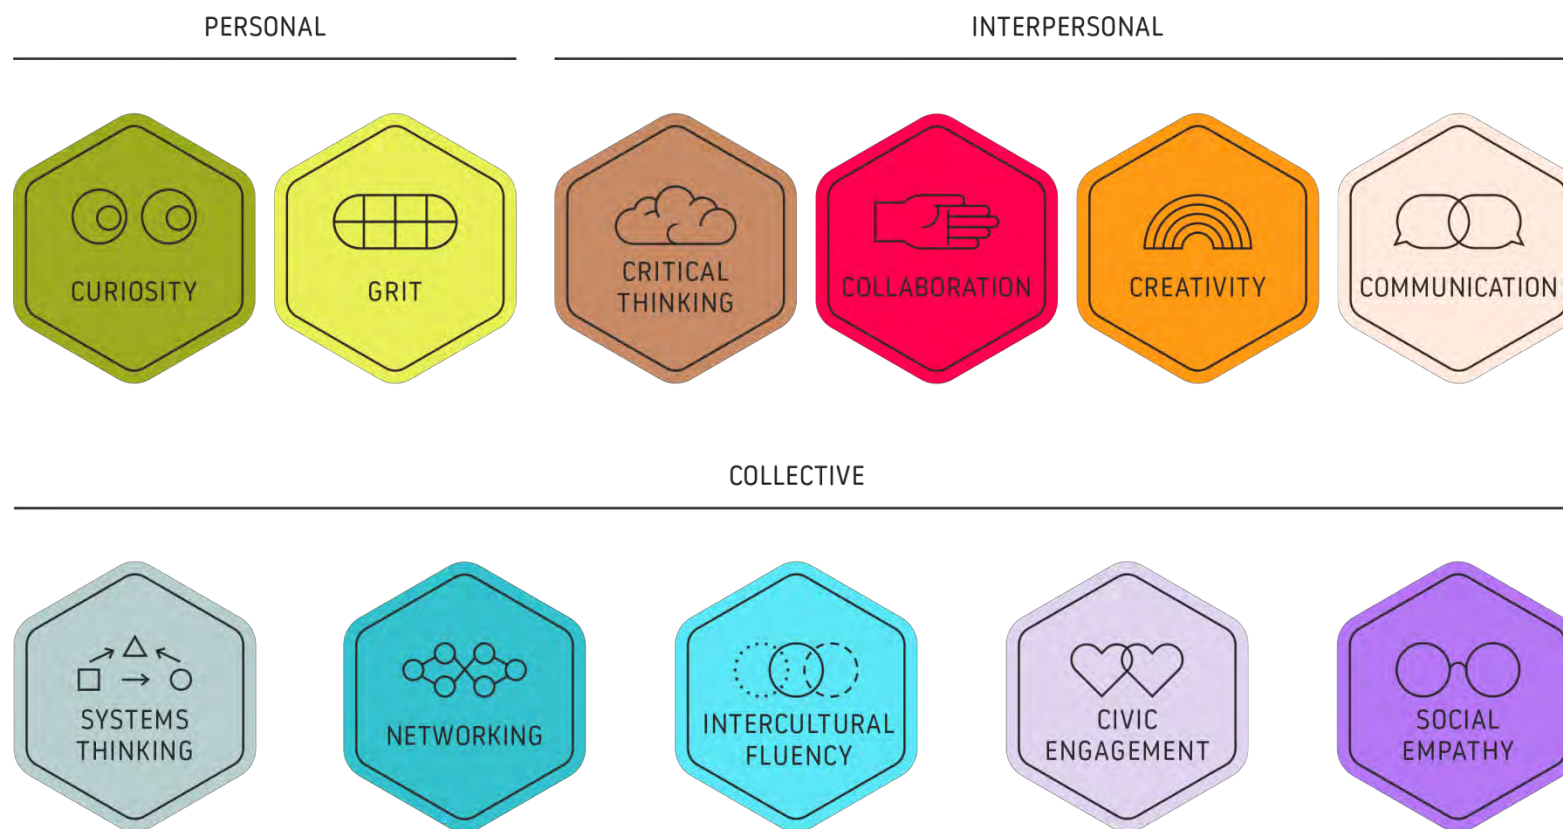 PERSONAL
INTERPERSONAL
CURIOSITY
GRIT
CRITICAL
THINKING
COLLABORATION
CREATIVITY
COMMUNICATION
COLLECTIVE
SYSTEMS
THINKING
NETWORKING
INTERCULTURAL
FLUENCY
CIVIC
ENGAGEMENT
SOCIAL
EMPATHY